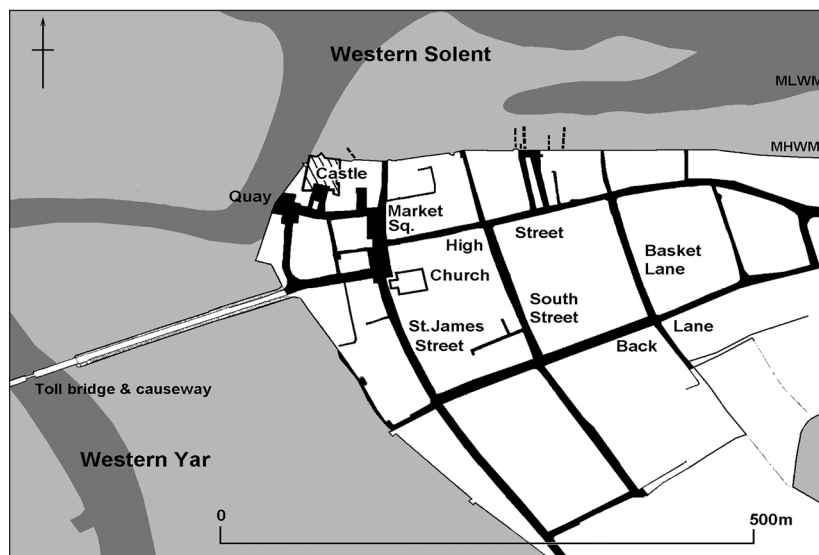 Western Solent
MLWM
MHWM
Castle
Quay
Market
Sq.
High
Street
Church
Basket
Lane
St.James
Street
South
Street
Back
Lane
Toll bridge & causeway
Western Yar
0
500m